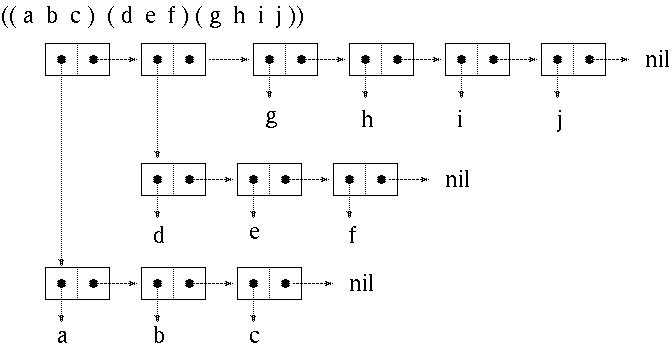 (( a b c ) ( d e f ) ( g h i j ))
nil
g h i j
nil
d e f
nil
a b c